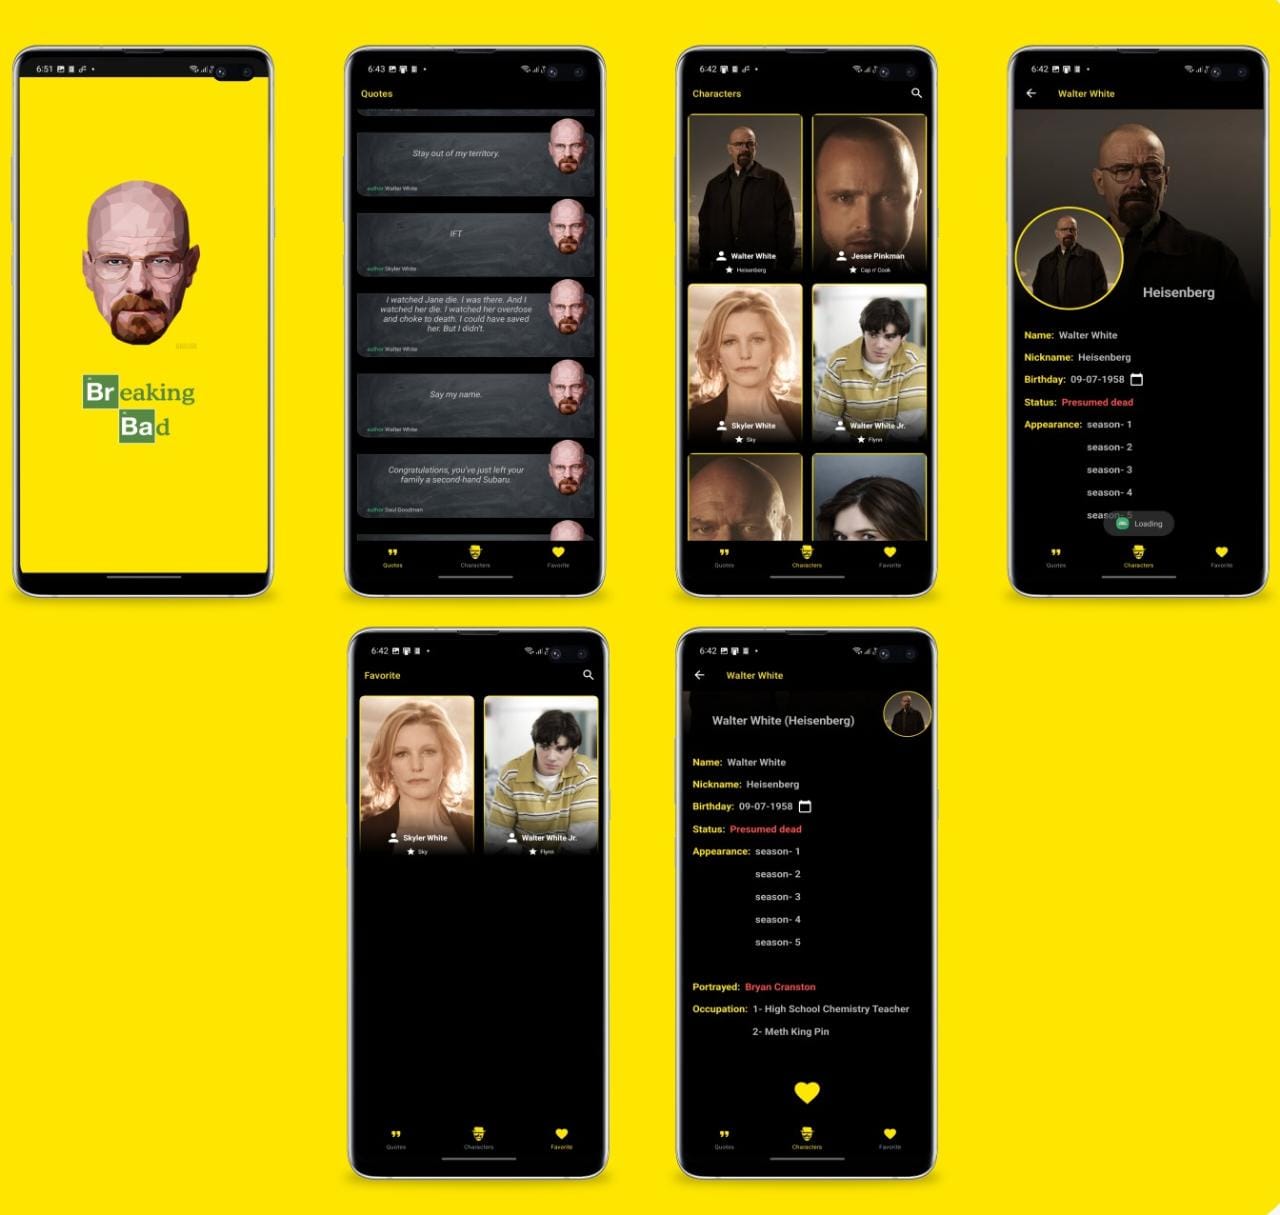 6:51
Breaking
Bad
6:43
Quotes
Stay out of my territory.
author Walter White
IFT
author Skyler White
I watched Jane die. I was there. And I
watched her die. I watched her overdose
and choke to death. I could have saved
her. But I didn't.
author Walter White
Say my name.
author Walter White
Congratulations, you've just left your
family a second-hand Subaru.
author Saul Goodman
Quotes
Characters
Favorite
6:42
Characters
Walter White
Heisenberg
Jesse Pinkman
Cap n' Cook
Skyler White
Sky
Walter White Jr.
Flynn
Quotes
Characters
Favorite
6:42
Walter White
Heisenberg
Name: Walter White
Nickname: Heisenberg
Birthday: 09-07-1958
Status: Presumed dead
Appearance: season- 1
season- 2
season- 3
season- 4
season- 5
Loading
Quotes
Characters
Favorite
6:42
Favorite
Skyler White
Sky
Walter White Jr.
Flynn
Quotes
Characters
Favorite
6:42
Walter White
Walter White (Heisenberg)
Name: Walter White
Nickname: Heisenberg
Birthday: 09-07-1958
Status: Presumed dead
Appearance: season- 1
season- 2
season- 3
season- 4
season- 5
Portrayed: Bryan Cranston
Occupation: 1- High School Chemistry Teacher
2- Meth King Pin
Quotes
Characters
Favorite